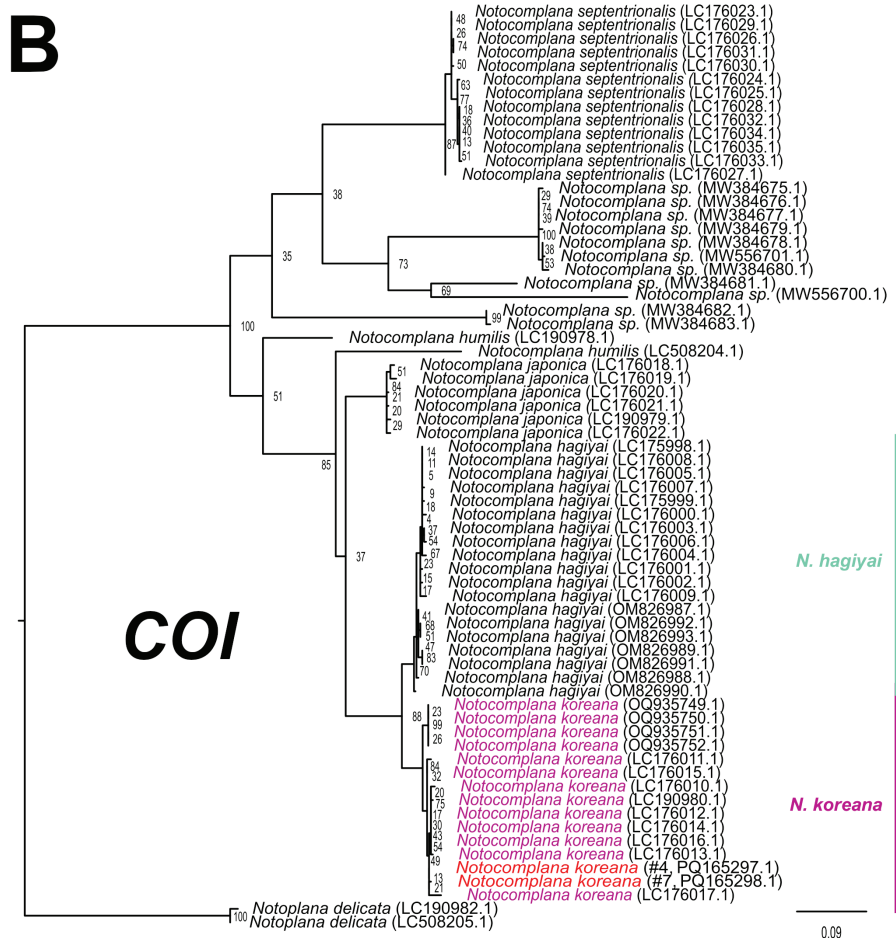 B
Notocomplana septentrionalis (LC176023.1)
48
Notocomplana septentrionalis (LC176029.1)
26
Notocomplana septentrionalis (LC176026.1)
74
Notocomplana septentrionalis (LC176031.1)
50
Notocomplana septentrionalis (LC176030.1)
Notocomplana septentrionalis (LC176024.1)
63
Notocomplana septentrionalis (LC176025.1)
77
Notocomplana septentrionalis (LC176028.1)
18
Notocomplana septentrionalis (LC176032.1)
36
Notocomplana septentrionalis (LC176034.1)
40
Notocomplana septentrionalis (LC176035.1)
13
87
Notocomplana septentrionalis (LC176033.1)
51
Notocomplana septentrionalis (LC176027.1)
38
Notocomplana sp. (MW384675.1)
29
Notocomplana sp. (MW384676.1)
74
Notocomplana sp. (MW384677.1)
39
Notocomplana sp. (MW384679.1)
100
Notocomplana sp. (MW384678.1)
38
Notocomplana sp. (MW556701.1)
53
Notocomplana sp. (MW384680.1)
35
73
Notocomplana sp. (MW384681.1)
69
Notocomplana sp. (MW556700.1)
Notocomplana sp. (MW384682.1)
99
Notocomplana sp. (MW384683.1)
100
Notocomplana humilis (LC190978.1)
Notocomplana humilis (LC508204.1)
51
Notocomplana japonica (LC176018.1)
51
Notocomplana japonica (LC176019.1)
84
Notocomplana japonica (LC176020.1)
21
Notocomplana japonica (LC176021.1)
20
Notocomplana japonica (LC190979.1)
29
Notocomplana japonica (LC176022.1)
85
Notocomplana hagiyai (LC175998.1)
14
Notocomplana hagiyai (LC176008.1)
11
Notocomplana hagiyai (LC176005.1)
5
Notocomplana hagiyai (LC176007.1)
9
Notocomplana hagiyai (LC175999.1)
18
Notocomplana hagiyai (LC176000.1)
4
Notocomplana hagiyai (LC176003.1)
37
Notocomplana hagiyai (LC176006.1)
54
Notocomplana hagiyai (LC176004.1)
67
37
Notocomplana hagiyai (LC176001.1)
23
Notocomplana hagiyai (LC176002.1)
15
Notocomplana hagiyai (LC176009.1)
17
N. hagiyai
Notocomplana hagiyai (OM826987.1)
41
Notocomplana hagiyai (OM826992.1)
68
Notocomplana hagiyai (OM826993.1)
51
Notocomplana hagiyai (OM826989.1)
47
Notocomplana hagiyai (OM826991.1)
83
Notocomplana hagiyai (OM826988.1)
70
Notocomplana hagiyai (OM826990.1)
COI
88
Notocomplana koreana (OQ935749.1)
23
Notocomplana koreana (OQ935750.1)
99
Notocomplana koreana (OQ935751.1)
26
Notocomplana koreana (OQ935752.1)
Notocomplana koreana (LC176011.1)
84
Notocomplana koreana (LC176015.1)
32
Notocomplana koreana (LC176010.1)
20
Notocomplana koreana (LC190980.1)
75
Notocomplana koreana (LC176012.1)
17
Notocomplana koreana (LC176014.1)
30
Notocomplana koreana (LC176016.1)
43
Notocomplana koreana (LC176013.1)
54
49
N. koreana
Notocomplana koreana (#4, PQ165297.1)
Notocomplana koreana (#7, PQ165298.1)
13
Notocomplana koreana (LC176017.1)
21
Notoplana delicata (LC190982.1)
100
Notoplana delicata (LC508205.1)
0.09